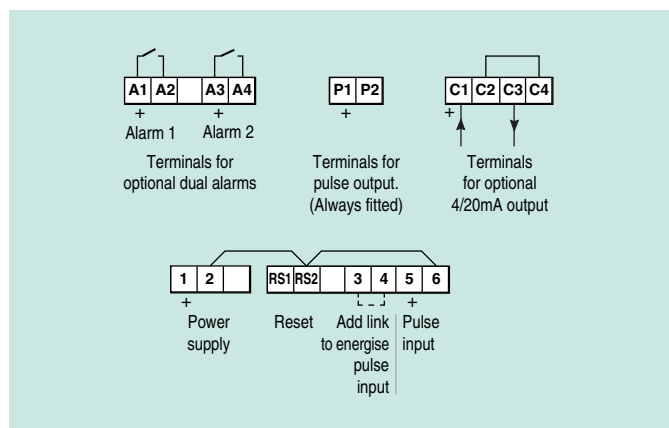 A1 A2 A3 A4
+
Alarm 1 Alarm 2
Terminals for
optional dual alarms
P1 P2
+
Terminals for
pulse output.
(Always fitted)
C1 C2 C3 C4
+
Terminals
for optional
4/20mA output
1 2 RS1 RS2 3 4 5 6
+ +
Power
supply
Reset
Add link
to energise
pulse
input
Pulse
input